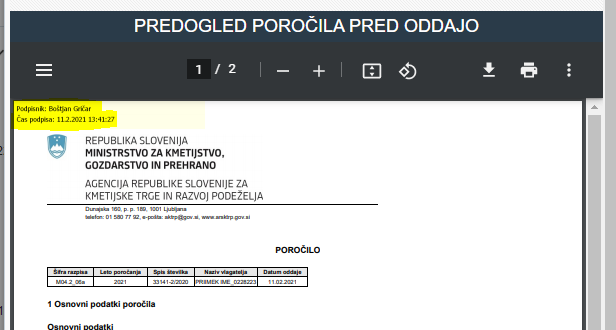 PREDOGLED POROČILA PRED ODDAJO
1 / 2
Podpisnik: Boštjan Gričar
Čas podpisa: 11.2.2021 13:41:27
REPUBLIKA SLOVENIJA
MINISTRSTVO ZA KMETIJSTVO,
GOZDARSTVO IN PREHRANO
AGENCIJA REPUBLIKE SLOVENIJE ZA
KMETIJSKE TRGE IN RAZVOJ PODEŽELJA
Dunajska 160, p. p. 189, 1001 Ljubljana
telefon: 01 580 77 92, e-pošta: aktrp@gov.si, www.arsktrp.gov.si
POROČILO
Šifra razpisa Leto poročanja Spis številka Naziv vlagatelja Datum oddaje
M04.2_06a 2021 33141-2/2020 PRIIMEK IME_0228223 11.02.2021
1 Osnovni podatki poročila
Osnovni podatki